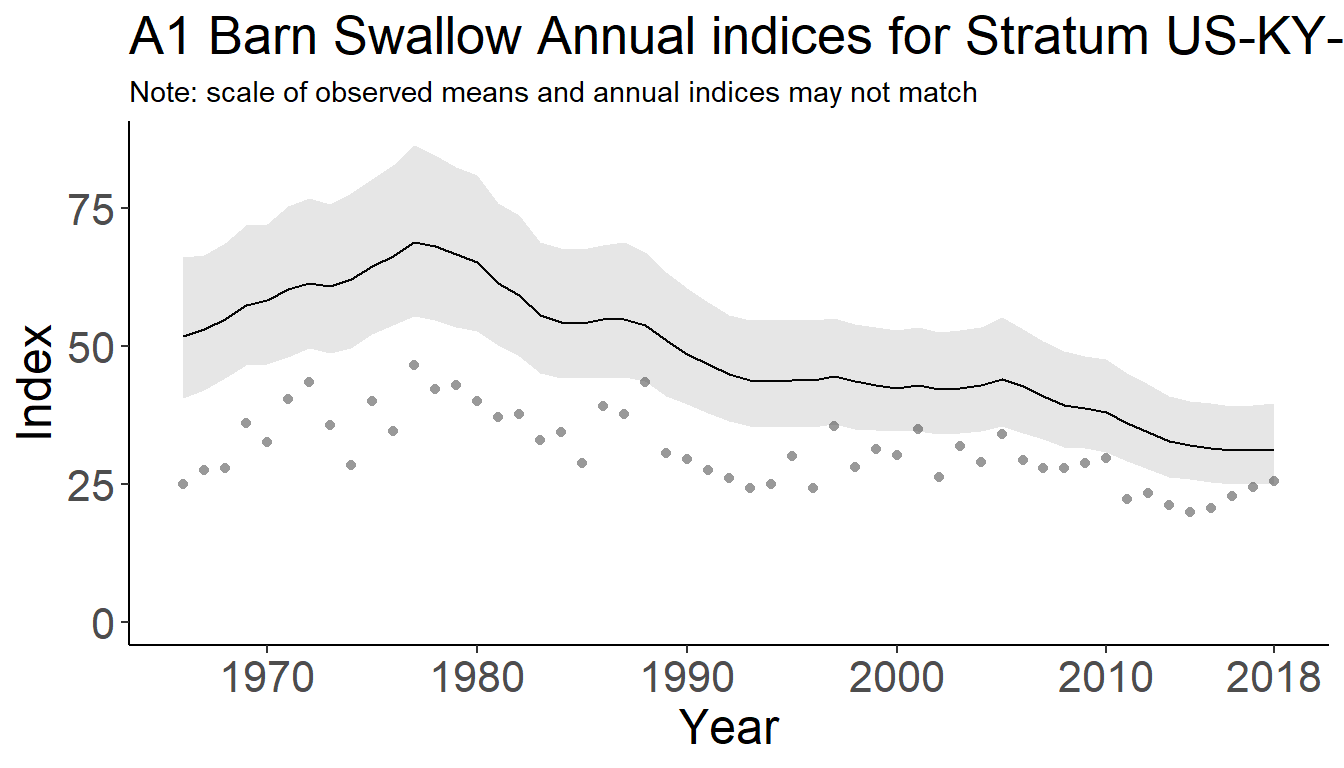 A1 Barn Swallow Annual indices for Stratum US-KY-
Note: scale of observed means and annual indices may not match
75
50
25
0
Index
1970 1980 1990 2000 2010 2018
Year